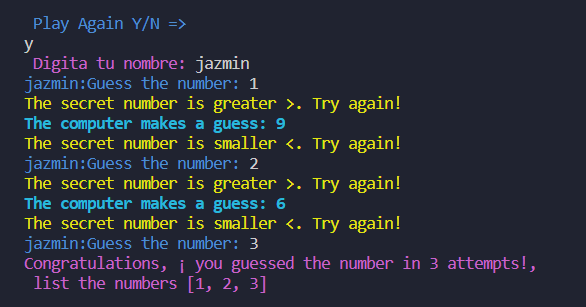 Play Again Y/N =>
y
Digita tu nombre: jazmin
jazmin:Guess the number: 1
The secret number is greater >. Try again!
The computer makes a guess: 9
The secret number is smaller <. Try again!
jazmin:Guess the number: 2
The secret number is greater >. Try again!
The computer makes a guess: 6
The secret number is smaller <. Try again!
jazmin:Guess the number: 3
Congratulations, ¡ you guessed the number in 3 attempts!,
list the numbers [1, 2, 3]